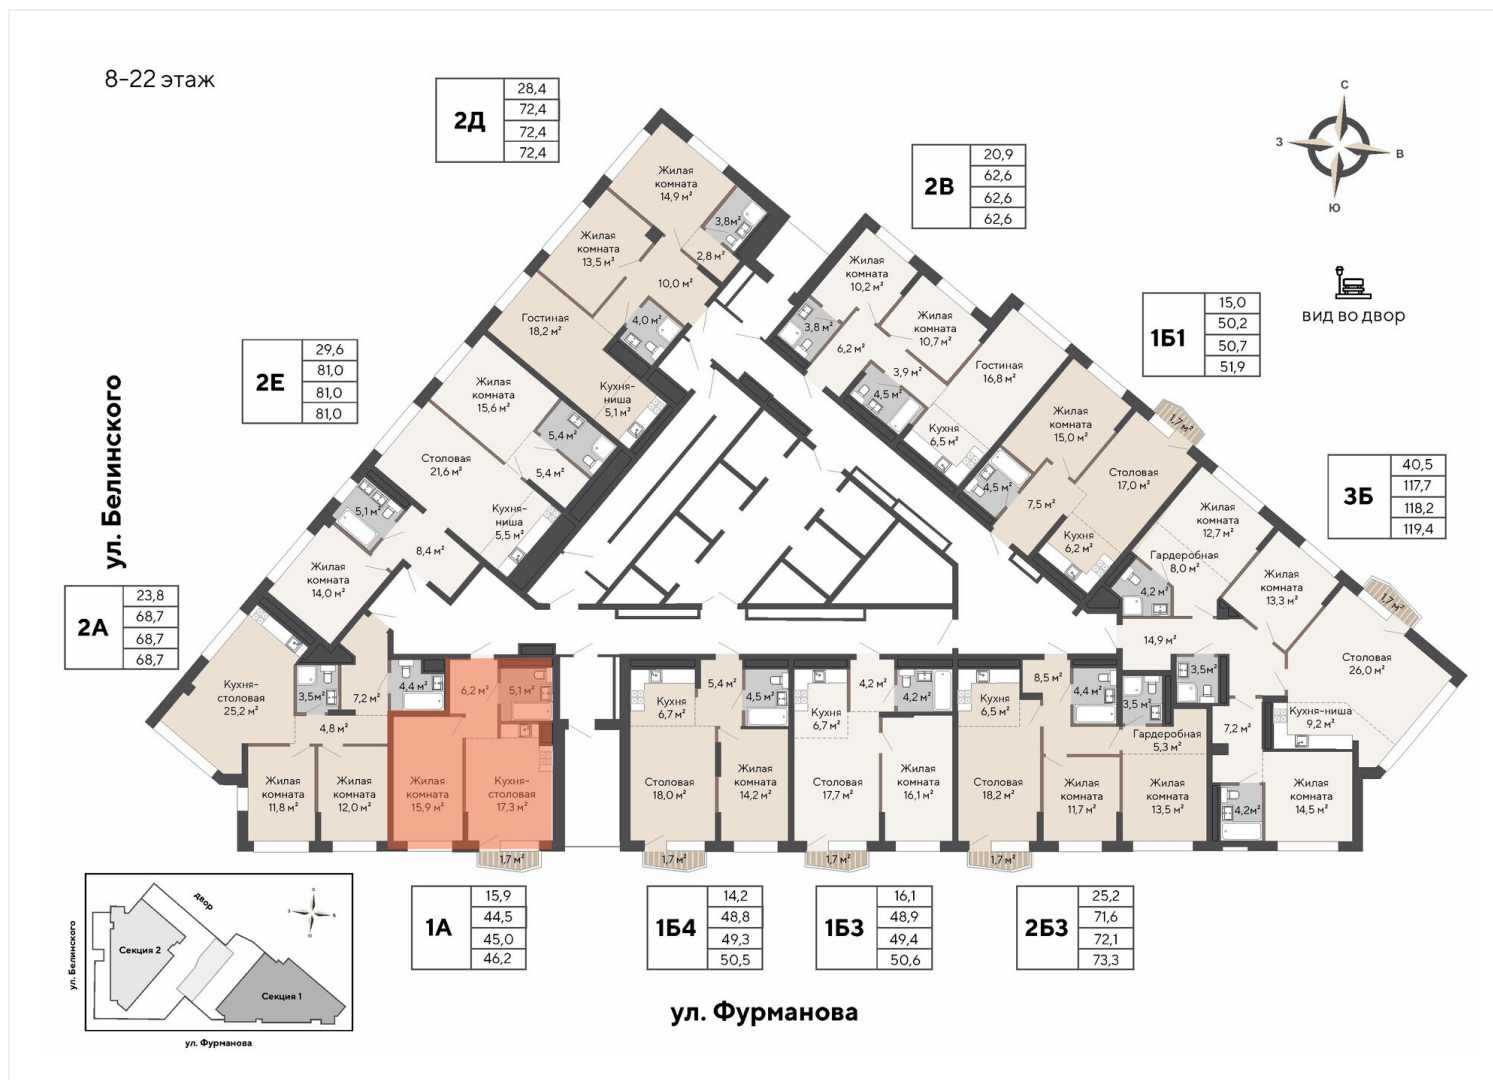 8-22 этаж
2Д
28,4
72,4
72,4
72,4
2В
20,9
62,6
62,6
62,6
С
З
В
Ю
вид во двор
1Б1
15,0
50,2
50,7
51,9
2Е
29,6
81,0
81,0
81,0
3Б
40,5
117,7
118,2
119,4
ул. Белинского
2А
23,8
68,7
68,7
68,7
Жилая
комната
14,9 м²
3,8м²
2,8 м²
Жилая
комната
13,5 м²
10,0 м²
Гостиная
18,2 м²
4,0 м²
Кухня-
ниша
5,1 м²
Жилая
комната
15,6 м²
5,4 м²
5,4 м²
Столовая
21,6 м²
Кухня-
ниша
5,5 м²
5,1 м²
8,4 м²
Жилая
комната
14,0 м²
Жилая
комната
10,2 м²
3,8 м²
6,2 м²
Жилая
комната
10,7 м²
3,9 м²
4,5 м²
Гостиная
16,8 м²
Кухня
6,5 м²
Жилая
комната
15,0 м²
1,7 м²
Столовая
17,0 м²
4,5 м²
7,5 м²
Кухня
6,2 м²
Жилая
комната
12,7 м²
Гардеробная
8,0 м²
4,2 м²
Жилая
комната
13,3 м²
1,7 м²
14,9 м²
Столовая
26,0 м²
3,5м²
Кухня-ниша
9,2 м²
7,2 м²
4,2м²
Жилая
комната
14,5 м²
Кухня-
столовая
25,2 м²
3,5м²
7,2 м²
4,4 м²
4,8 м²
Жилая
комната
11,8 м²
Жилая
комната
12,0 м²
6,2 м²
5,1 м²
Жилая
комната
15,9 м²
Кухня-
столовая
17,3 м²
1,7 м²
5,4 м²
Кухня
6,7 м²
4,5 м²
Столовая
18,0 м²
Жилая
комната
14,2 м²
1,7 м²
4,2 м²
4,2 м²
Кухня
6,7 м²
Столовая
17,7 м²
Жилая
комната
16,1 м²
1,7 м²
8,5 м²
Кухня
6,5 м²
4,4 м²
3,5м²
Гардеробная
5,3 м²
Столовая
18,2 м²
Жилая
комната
11,7 м²
Жилая
комната
13,5 м²
1,7 м²
1А
15,9
44,5
45,0
46,2
1Б4
14,2
48,8
49,3
50,5
1Б3
16,1
48,9
49,4
50,6
2Б3
25,2
71,6
72,1
73,3
ул. Фурманова
двор
ул. Белинского
Секция 2
Секция 1
ул. Фурманова